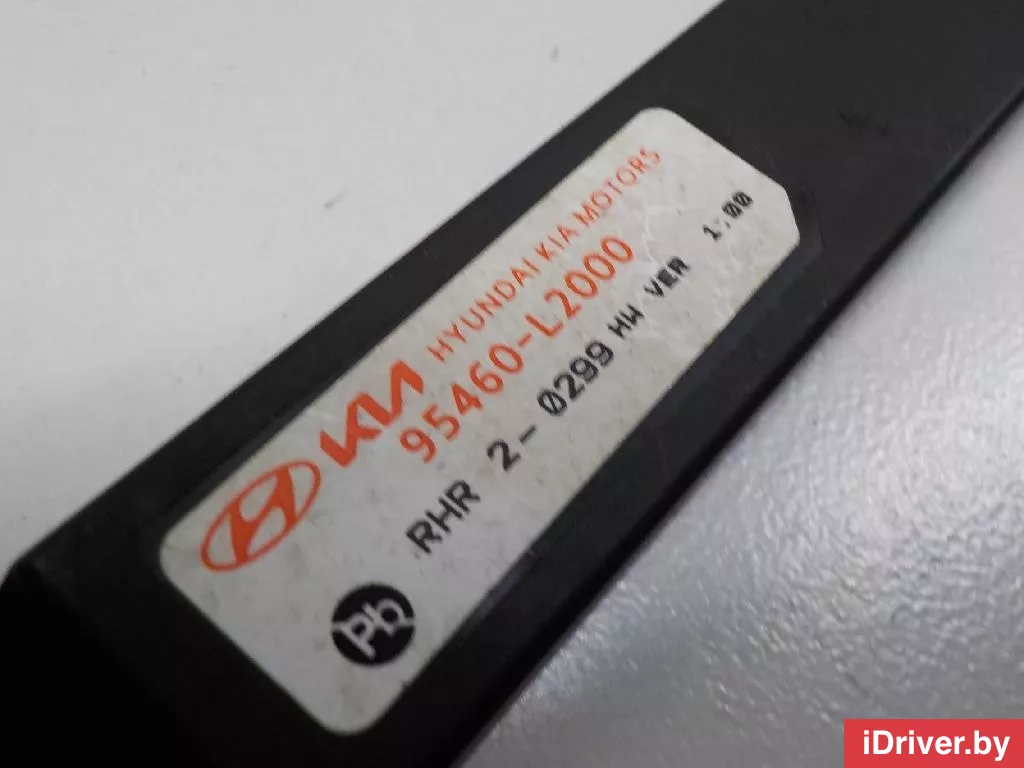 KIA HYUNDAI KIA MOTORS
95460-L2000
RHR 2- 0299 HW VER 1.00
Pb
iDriver.by